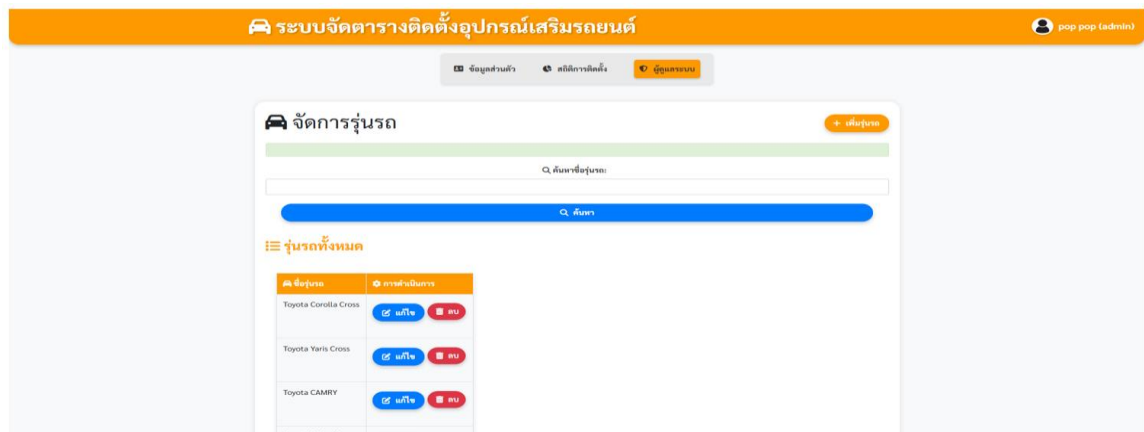 ระบบจัดตารางติดตั้งอุปกรณ์เสริมรถยนต์
pop pop (admin)
ข้อมูลส่วนตัว สถิติการติดตั้ง ผู้ดูแลระบบ
จัดการรุ่นรถ
+ เพิ่มรุ่นรถ
ค้นหาชื่อรุ่นรถ:
ค้นหา
รุ่นรถทั้งหมด
ชื่อรุ่นรถ การดำเนินการ
Toyota Corolla Cross แก้ไข ลบ
Toyota Yaris Cross แก้ไข ลบ
Toyota CAMRY แก้ไข ลบ